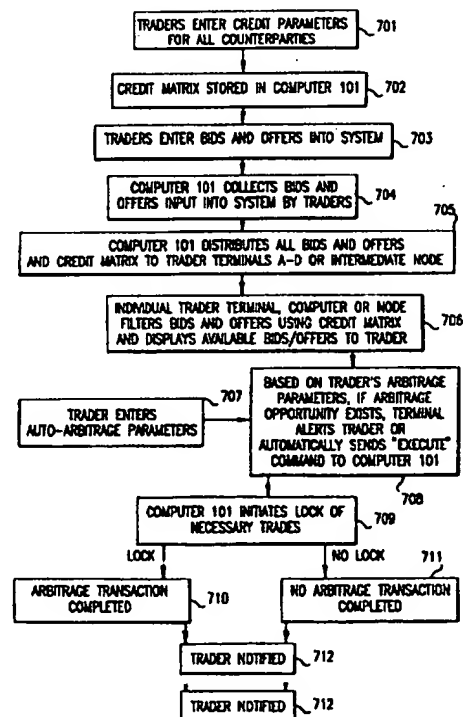 TRADERS ENTER CREDIT PARAMETERS
FOR ALL COUNTERPARTIES
701
CREDIT MATRIX STORED IN COMPUTER 101
702
TRADERS ENTER BIDS AND OFFERS INTO SYSTEM
703
COMPUTER 101 COLLECTS BIDS AND
OFFERS INPUT INTO SYSTEM BY TRADERS
704
705
COMPUTER 101 DISTRIBUTES ALL BIDS AND OFFERS
AND CREDIT MATRIX TO TRADER TERMINALS A-D OR INTERMEDIATE NODE
INDIVIDUAL TRADER TERMINAL, COMPUTER OR NODE
FILTERS BIDS AND OFFERS USING CREDIT MATRIX
AND DISPLAYS AVAILABLE BIDS/OFFERS TO TRADER
706
707
TRADER ENTERS
AUTO-ARBITRAGE PARAMETERS
BASED ON TRADER'S ARBITRAGE
PARAMETERS, IF ARBITRAGE
OPPORTUNITY EXISTS, TERMINAL
ALERTS TRADER OR
AUTOMATICALLY SENDS "EXECUTE"
COMMAND TO COMPUTER 101
708
COMPUTER 101 INITIATES LOCK OF
NECESSARY TRADES
709
LOCK
NO LOCK
711
ARBITRAGE TRANSACTION
COMPLETED
710
NO ARBITRAGE TRANSACTION
COMPLETED
TRADER NOTIFIED
712
TRADER NOTIFIED
712